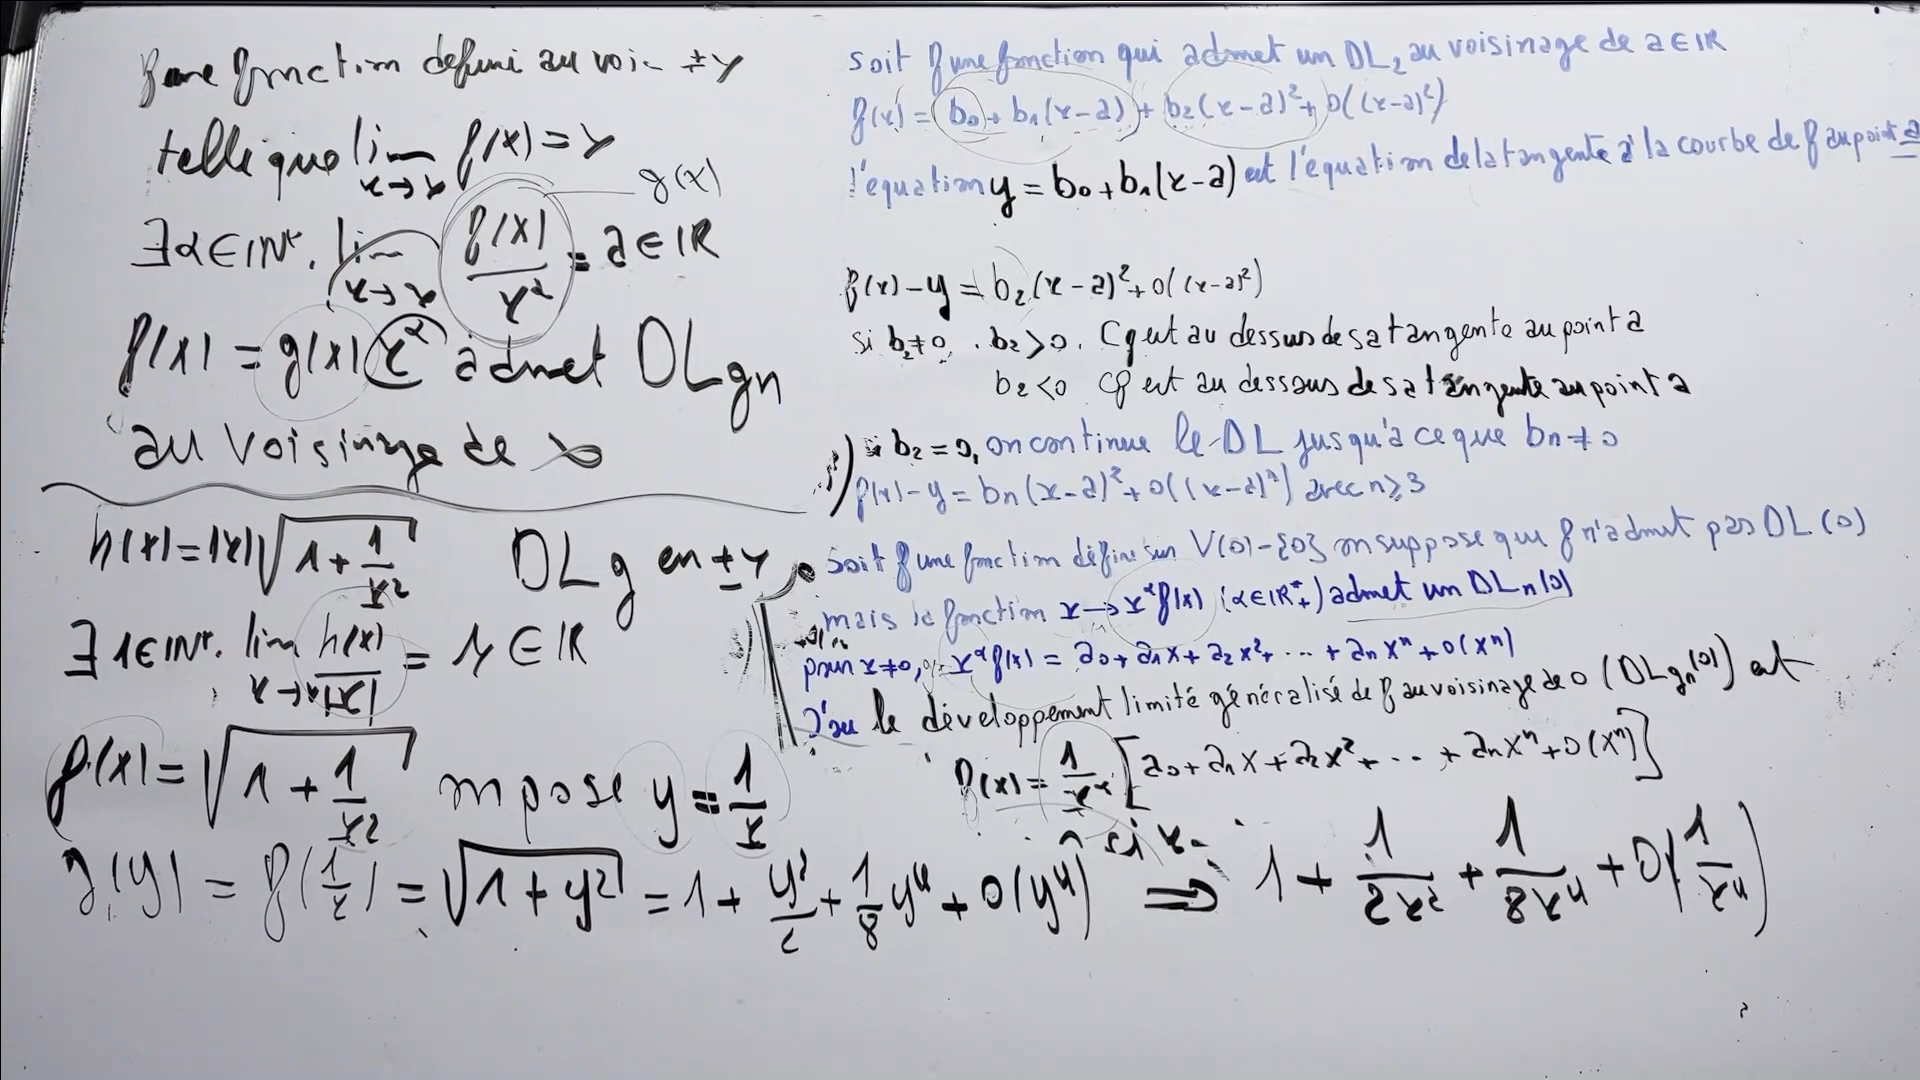 f une fonction defini au voi- ±∞
telle que lim x→∞ f(x) = ∞
g(x)
∃α∈IN*. lim x→∞ f(x)/x^α = a∈IR
f(x) = g(x) x^α admet DLgn
au voisinage de ∞
h(x) = |x|√(1+1/x²) DLg en ±∞
∃1∈IN*. lim x→∞ h(x)/|x| = 1 ∈ IR
f(x) = √(1+1/x²) on pose y = 1/x
g(y) = f(1/x) = √(1+y²) = 1 + y²/2 + 1/8 y⁴ + o(y⁴) ⇒ 1 + 1/2x² + 1/8x⁴ + o(1/x⁴)
soit f une fonction qui admet un DL₂ au voisinage de a∈IR
f(x) = b₀ + b₁(x-a) + b₂(x-a)² + o((x-a)²)
l'equation y = b₀ + b₁(x-a) est l'équation de la tangente à la courbe de f au point a
f(x) - y = b₂(x-a)² + o((x-a)²)
si b₂≠0. b₂>0. Cf est au dessus de sa tangente au point a
b₂<0 Cf est au dessous de sa tangente au point a
si b₂ = 0, on continue le DL jusqu'à ce que bn ≠ 0
f(x) - y = bn(x-a)ⁿ + o((x-a)ⁿ) avec n≥3
soit f une fonction définie sur V(0)-{0} on suppose que f n'admet pas DL(0)
mais la fonction x→x^α f(x) (α∈IR*₊) admet un DLn(0)
pour x≠0, x^α f(x) = a₀ + a₁x + a₂x² + ... + anxⁿ + o(xⁿ)
D'où le développement limité généralisé de f au voisinage de 0 (DLgn(0)) est
f(x) = 1/x^α [a₀ + a₁x + a₂x² + ... + anxⁿ + o(xⁿ)]